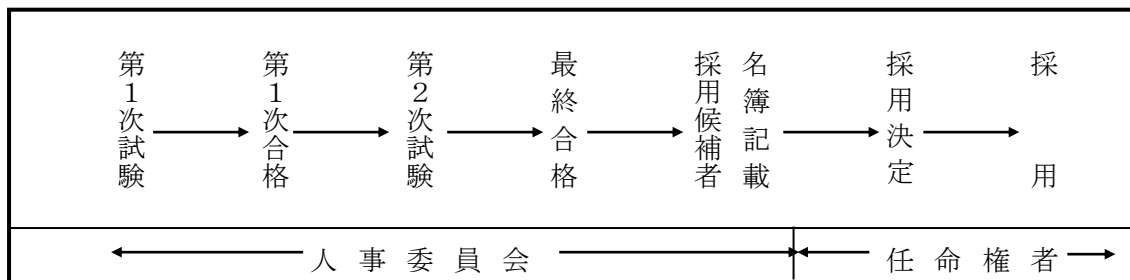 第１次試験
第１次合格
第２次試験
最終合格
採用候補者
名簿記載
採用決定
採用
人事委員会
任命権者